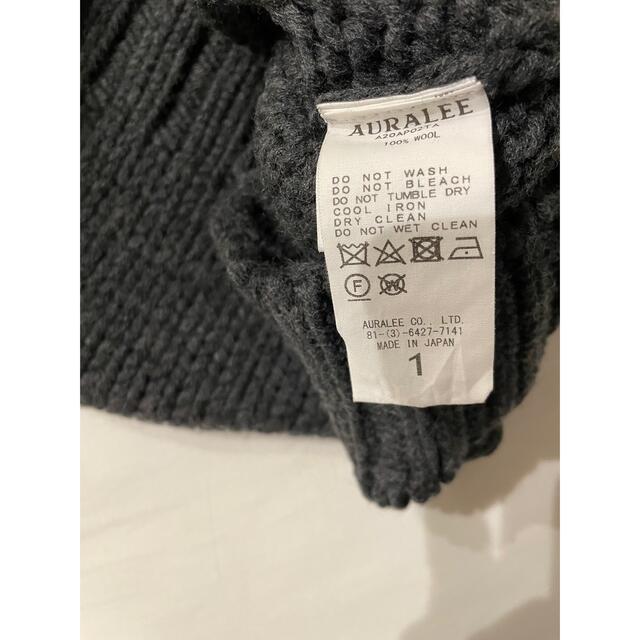 AURALEE
A20AP02TA
100% WOOL
DO NOT WASH
DO NOT BLEACH
DO NOT TUMBLE DRY
COOL IRON
DRY CLEAN
DO NOT WET CLEAN
F
W
AURALEE CO., LTD.
81-(3)-6427-7141
MADE IN JAPAN
1